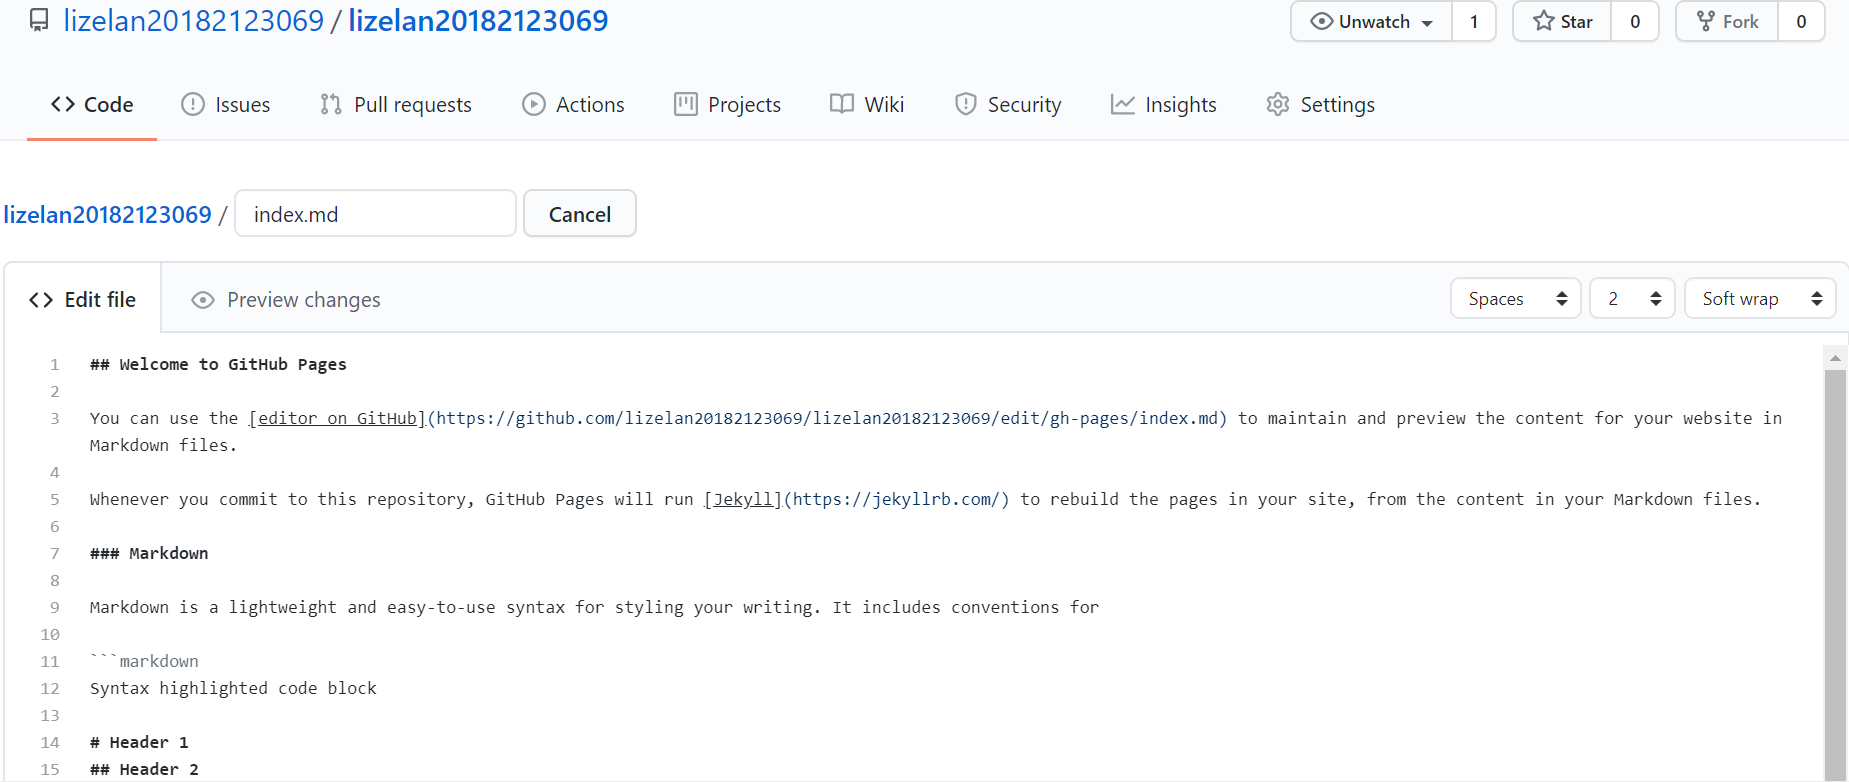 lizelan20182123069 / lizelan20182123069 Unwatch 1 Star 0 Fork 0
Code Issues Pull requests Actions Projects Wiki Security Insights Settings
lizelan20182123069 / index.md Cancel
Edit file Preview changes Spaces 2 Soft wrap
1 ## Welcome to GitHub Pages
2
3 You can use the [editor on GitHub](https://github.com/lizelan20182123069/lizelan20182123069/edit/gh-pages/index.md) to maintain and preview the content for your website in
Markdown files.
4
5 Whenever you commit to this repository, GitHub Pages will run [Jekyll](https://jekyllrb.com/) to rebuild the pages in your site, from the content in your Markdown files.
6
7 ### Markdown
8
9 Markdown is a lightweight and easy-to-use syntax for styling your writing. It includes conventions for
10
11 ```markdown
12 Syntax highlighted code block
13
14 # Header 1
15 ## Header 2